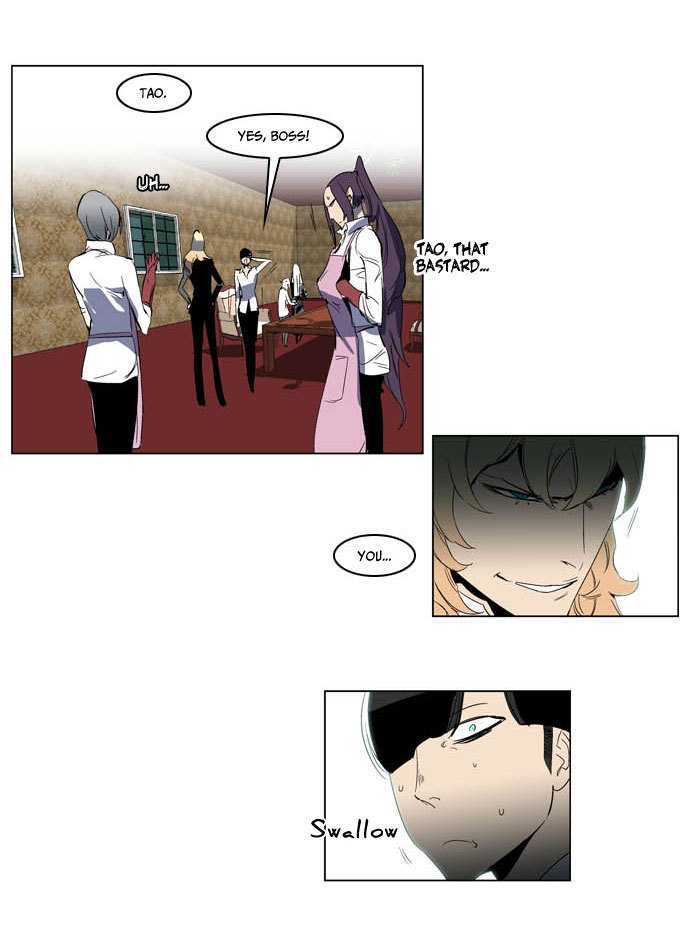 TAO.
YES, BOSS!
UH...
TAO, THAT
BASTARD...
YOU...
Swallow